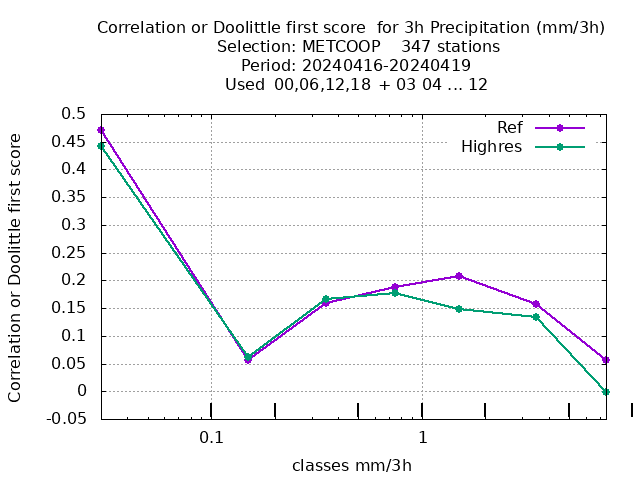 Correlation or Doolittle first score  for 3h Precipitation (mm/3h)
Selection: METCOOP    347 stations
Period: 20240416-20240419
Used  00,06,12,18 + 03 04 ... 12
Ref
Highres
0.5
0.45
0.4
0.35
0.3
0.25
0.2
0.15
0.1
0.05
0
-0.05
Correlation or Doolittle first score
0.1
1
classes mm/3h